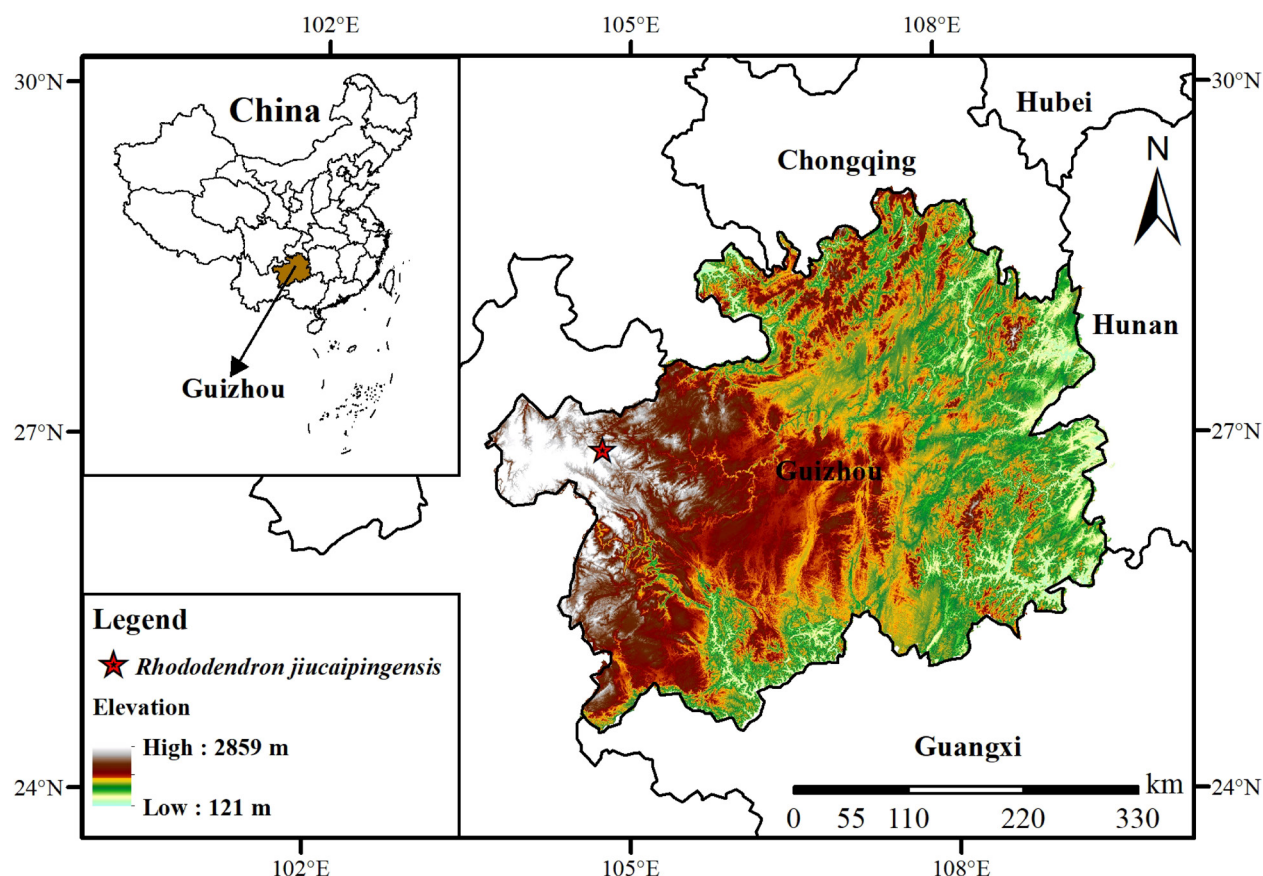 102°E 105°E 108°E
30°N 30°N
China
Hubei
N
Chongqing
Hunan
Guizhou
27°N 27°N
Guizhou
Legend
Rhododendron jiucaipingensis
Elevation
High : 2859 m
Low : 121 m
Guangxi
km
0 55 110 220 330
24°N 24°N
102°E 105°E 108°E